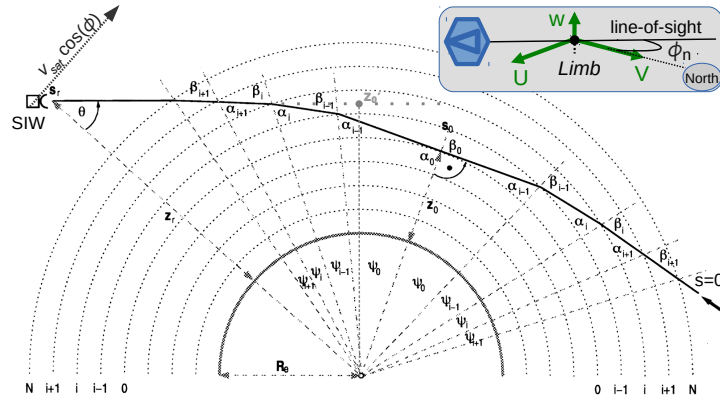 v_sat cos(ϕ)
s_r
SIW
θ
z_r
β_i+1
β_i
β_i-1
α_i+1
α_i
α_i-1
z_0'
s_0
α_0
β_0
z_0
α_i-1
β_i-1
α_i
β_i
α_i+1
β_i+1
s=0
ψ_i+1
ψ_i
ψ_i-1
ψ_0
ψ_0
ψ_i-1
ψ_i
ψ_i+1
R_e
N i+1 i i-1 0
0 i-1 i i+1 N
w
line-of-sight
ϕ_n
U
Limb
V
North